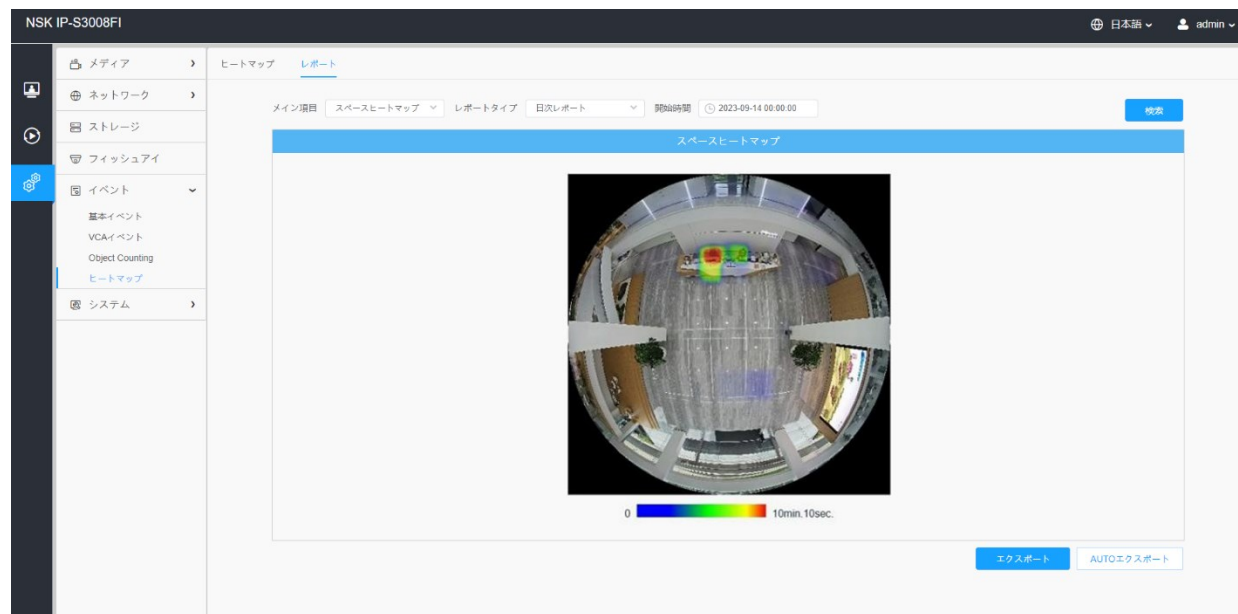 NSK IP-S3008FI
日本語
admin
メディア
ネットワーク
ストレージ
フィッシュアイ
イベント
基本イベント
VCAイベント
Object Counting
ヒートマップ
システム
ヒートマップ レポート
メイン項目 スペースヒートマップ レポートタイプ 日次レポート 開始時間 2023-09-14 00:00:00 検索
スペースヒートマップ
0 10min.10sec.
エクスポート AUTOエクスポート